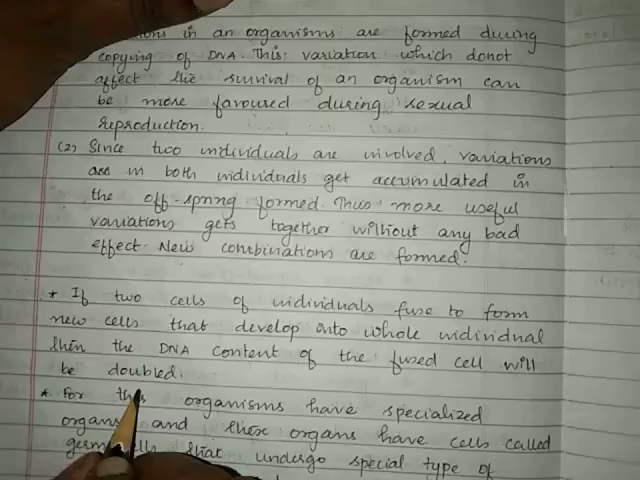 in an organisms are formed during
copying of DNA. This variation which donot
affect the survival of an organism can
be more favoured during sexual
reproduction.
(2) Since two individuals are involved, variations
in both individuals get accumulated in
the off-spring formed. Thus more useful
variations gets together without any bad
effect. New combinations are formed.
* If two cells of individuals fuse to form
new cells that develop into whole individual
then the DNA content of the fused cell will
be doubled.
* For this organisms have specialized
organs and these organs have cells called
that undergo special type of